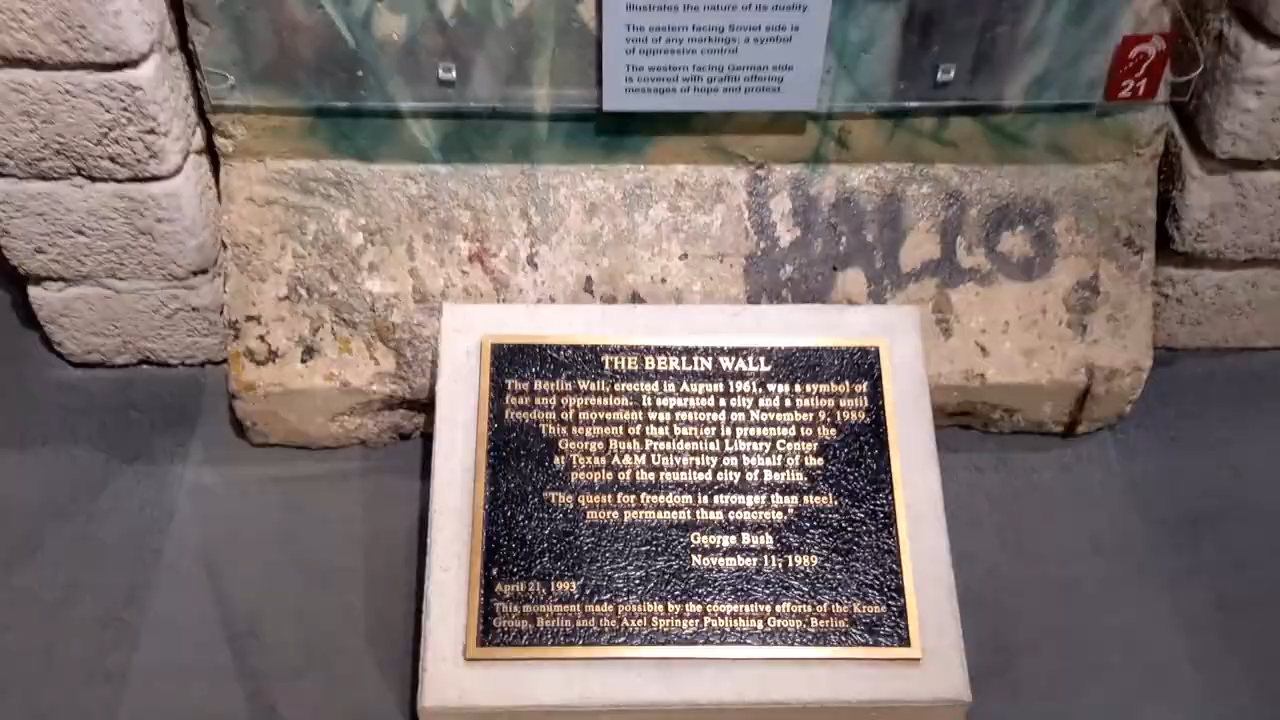 illustrates the nature of its duality.
The eastern facing Soviet side is
void of any markings; a symbol
of oppressive control.
The western facing German side
is covered with graffiti offering
messages of hope and protest.
21
THE BERLIN WALL
The Berlin Wall, erected in August 1961, was a symbol of
fear and oppression. It separated a city and a nation until
freedom of movement was restored on November 9, 1989.
This segment of that barrier is presented to the
George Bush Presidential Library Center
at Texas A&M University on behalf of the
people of the reunited city of Berlin.
"The quest for freedom is stronger than steel,
more permanent than concrete."
George Bush
November 11, 1989
April 21, 1993
This monument made possible by the cooperative efforts of the Krone
Group, Berlin and the Axel Springer Publishing Group, Berlin.